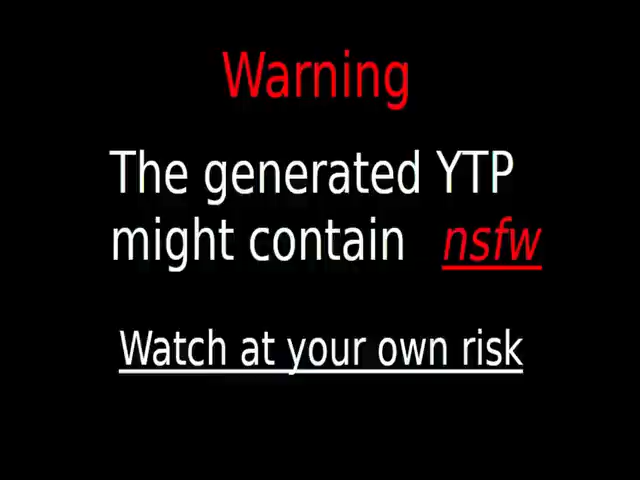 Warning
The generated YTP
might contain nsfw
Watch at your own risk